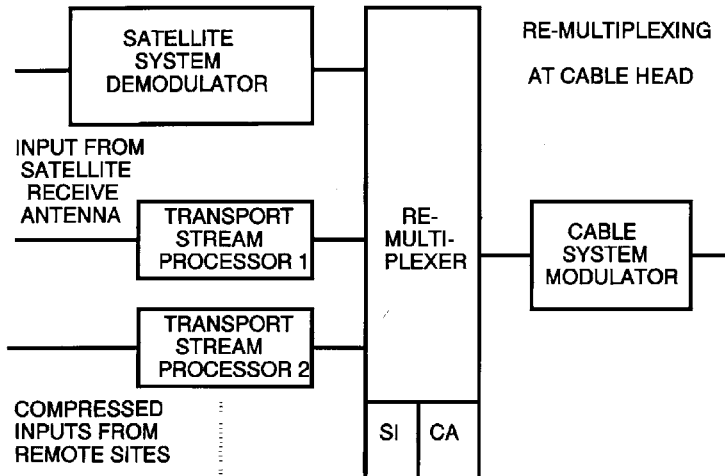 SATELLITE
SYSTEM
DEMODULATOR
RE-MULTIPLEXING
AT CABLE HEAD
INPUT FROM
SATELLITE
RECEIVE
ANTENNA
TRANSPORT
STREAM
PROCESSOR 1
RE-
MULTI-
PLEXER
CABLE
SYSTEM
MODULATOR
TRANSPORT
STREAM
PROCESSOR 2
COMPRESSED
INPUTS FROM
REMOTE SITES
SI
CA